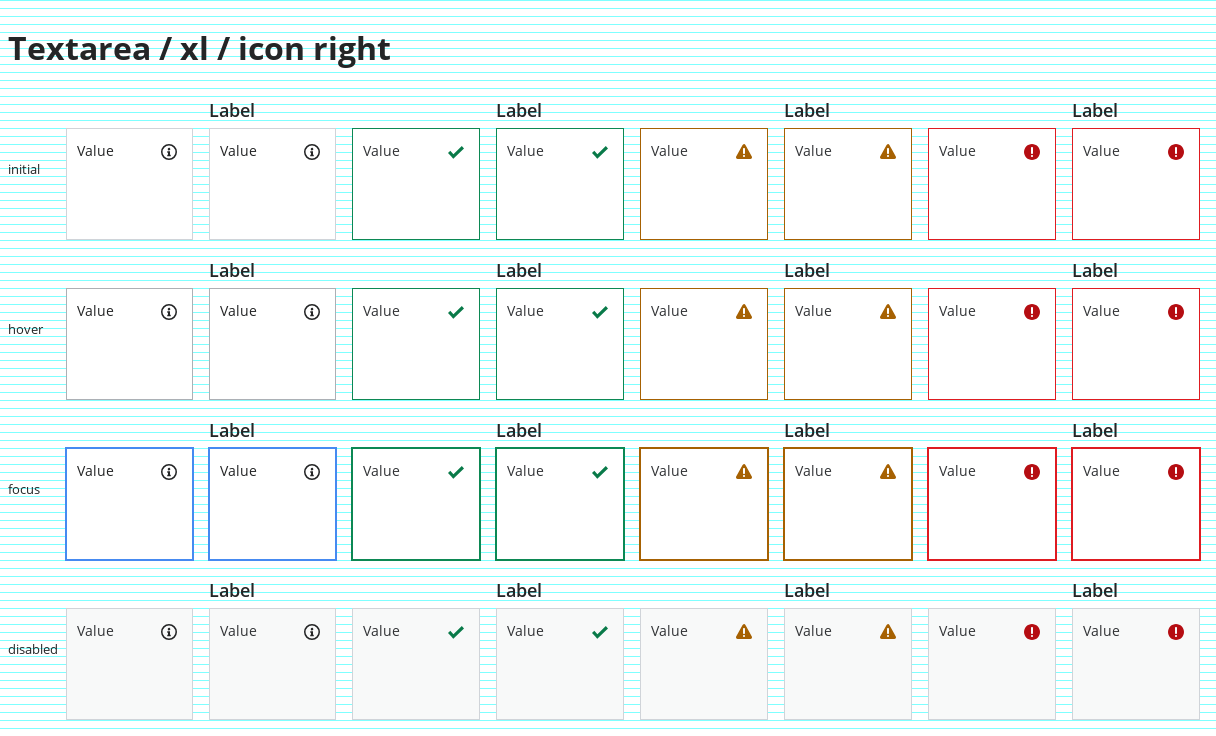 Textarea / xl / icon right
Label Label Label Label
initial Value Value Value Value Value Value Value Value
Label Label Label Label
hover Value Value Value Value Value Value Value Value
Label Label Label Label
focus Value Value Value Value Value Value Value Value
Label Label Label Label
disabled Value Value Value Value Value Value Value Value